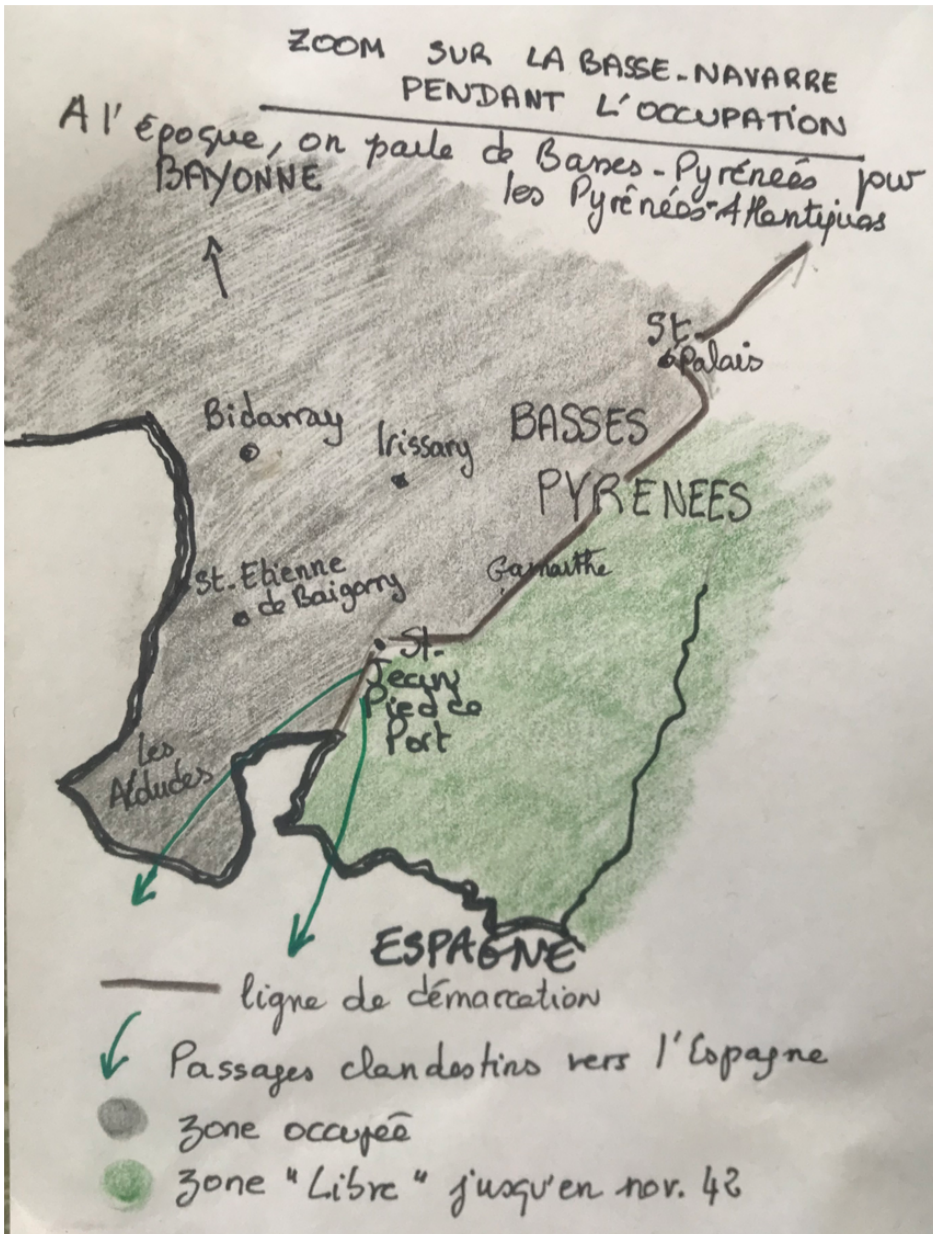 ZOOM SUR LA BASSE-NAVARRE
PENDANT L'OCCUPATION
A l'époque, on parle de Basses-Pyrénées pour
les Pyrénées-Atlantiques
BAYONNE
St.
Palais
Bidarray
Irissary
BASSES
PYRENEES
Gamarthe
St. Etienne
de Baigorry
St.
Jean
Pied de
Port
Les
Aldudes
ESPAGNE
ligne de démarcation
Passages clandestins vers l'Espagne
zone occupée
zone "Libre" jusqu'en nov. 42